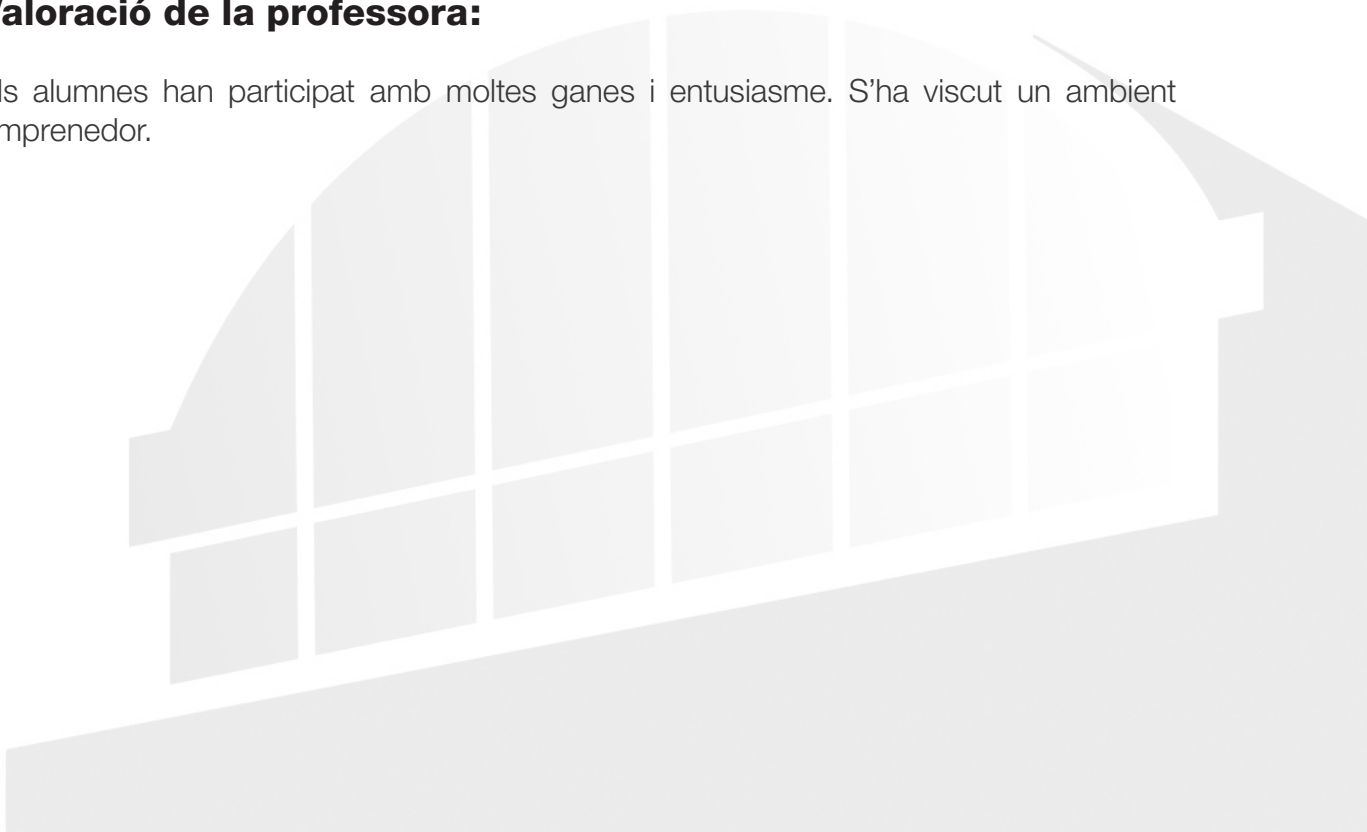 aloració de la professora:
ls alumnes han participat amb moltes ganes i entusiasme. S'ha viscut un ambient
mprenedor.